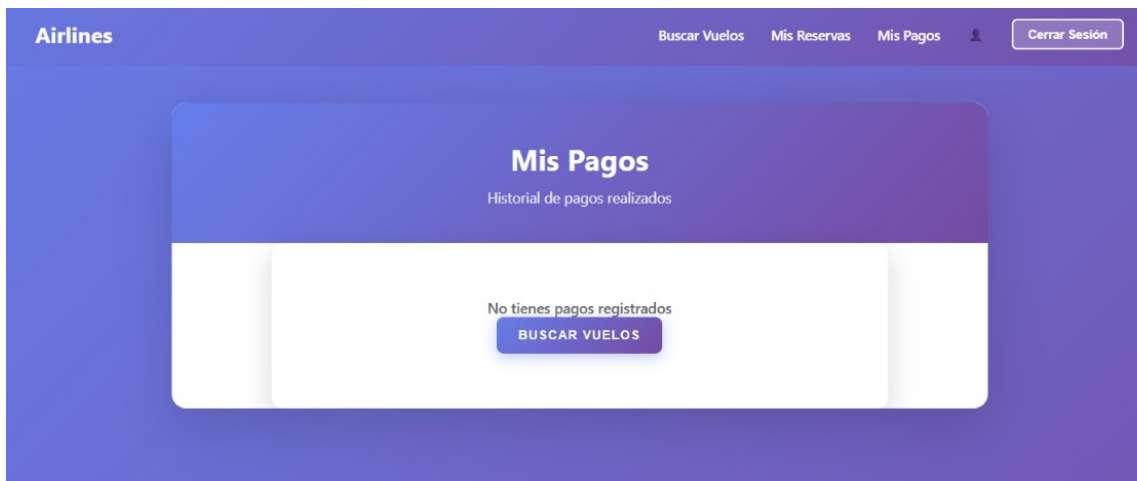 Airlines
Buscar Vuelos Mis Reservas Mis Pagos Cerrar Sesión
Mis Pagos
Historial de pagos realizados
No tienes pagos registrados
BUSCAR VUELOS